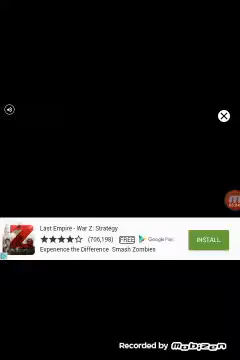 Last Empire - War Z: Strategy
(706,198) FREE Google Play
INSTALL
Experience the Difference. Smash Zombies
Z
Recorded by Mobizen